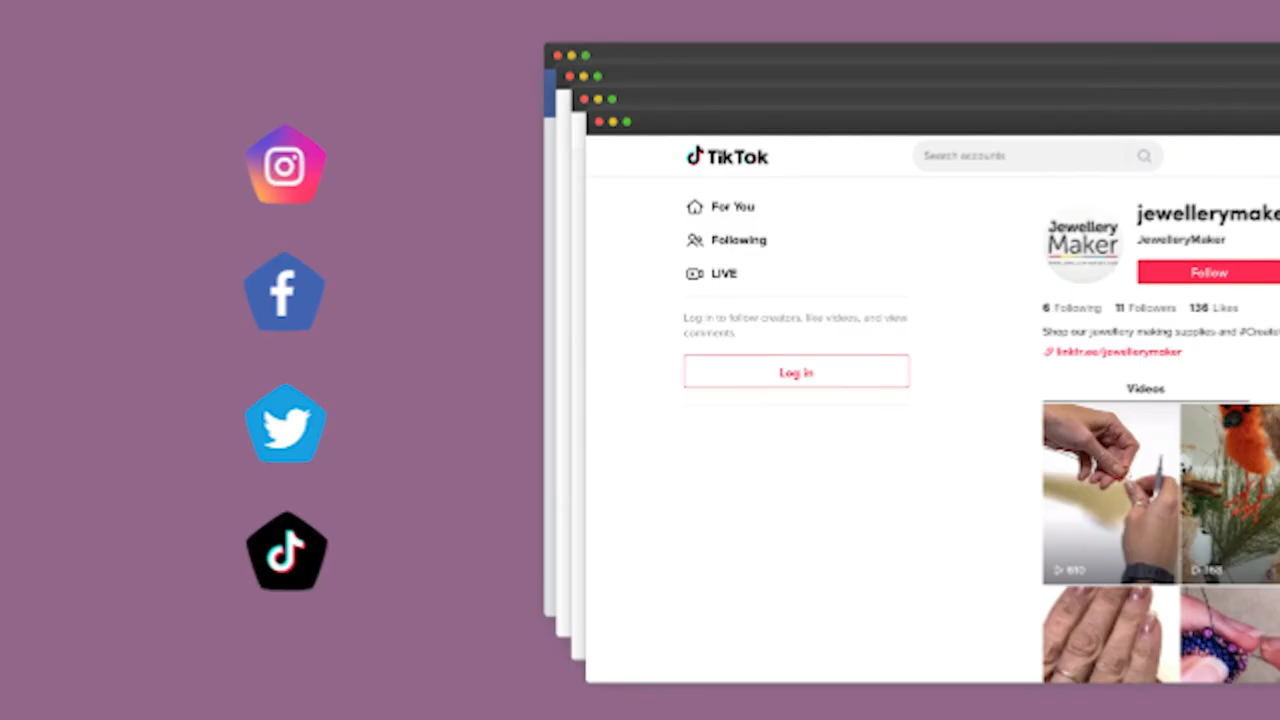 TikTok
Search accounts
For You
Following
LIVE
Log in to follow creators, like videos, and view
comments.
Log in
Jewellery
Maker
jewellerymake
JewelleryMaker
Follow
6 Following 11 Followers 136 Likes
Shop our jewellery making supplies and #Create
linktr.ee/jewellerymaker
Videos
610
168